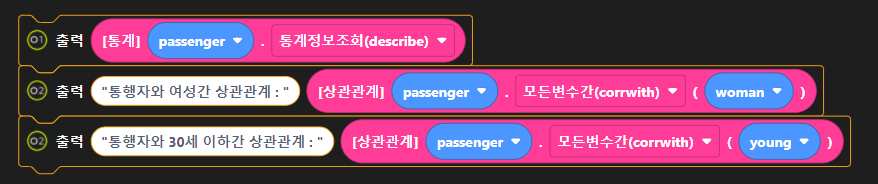 O1 출력 [통계] passenger . 통계정보조회(describe)
O2 출력 "통행자와 여성간 상관관계 : " [상관관계] passenger . 모든변수간(corrwith) ( woman )
O2 출력 "통행자와 30세 이하간 상관관계 : " [상관관계] passenger . 모든변수간(corrwith) ( young )